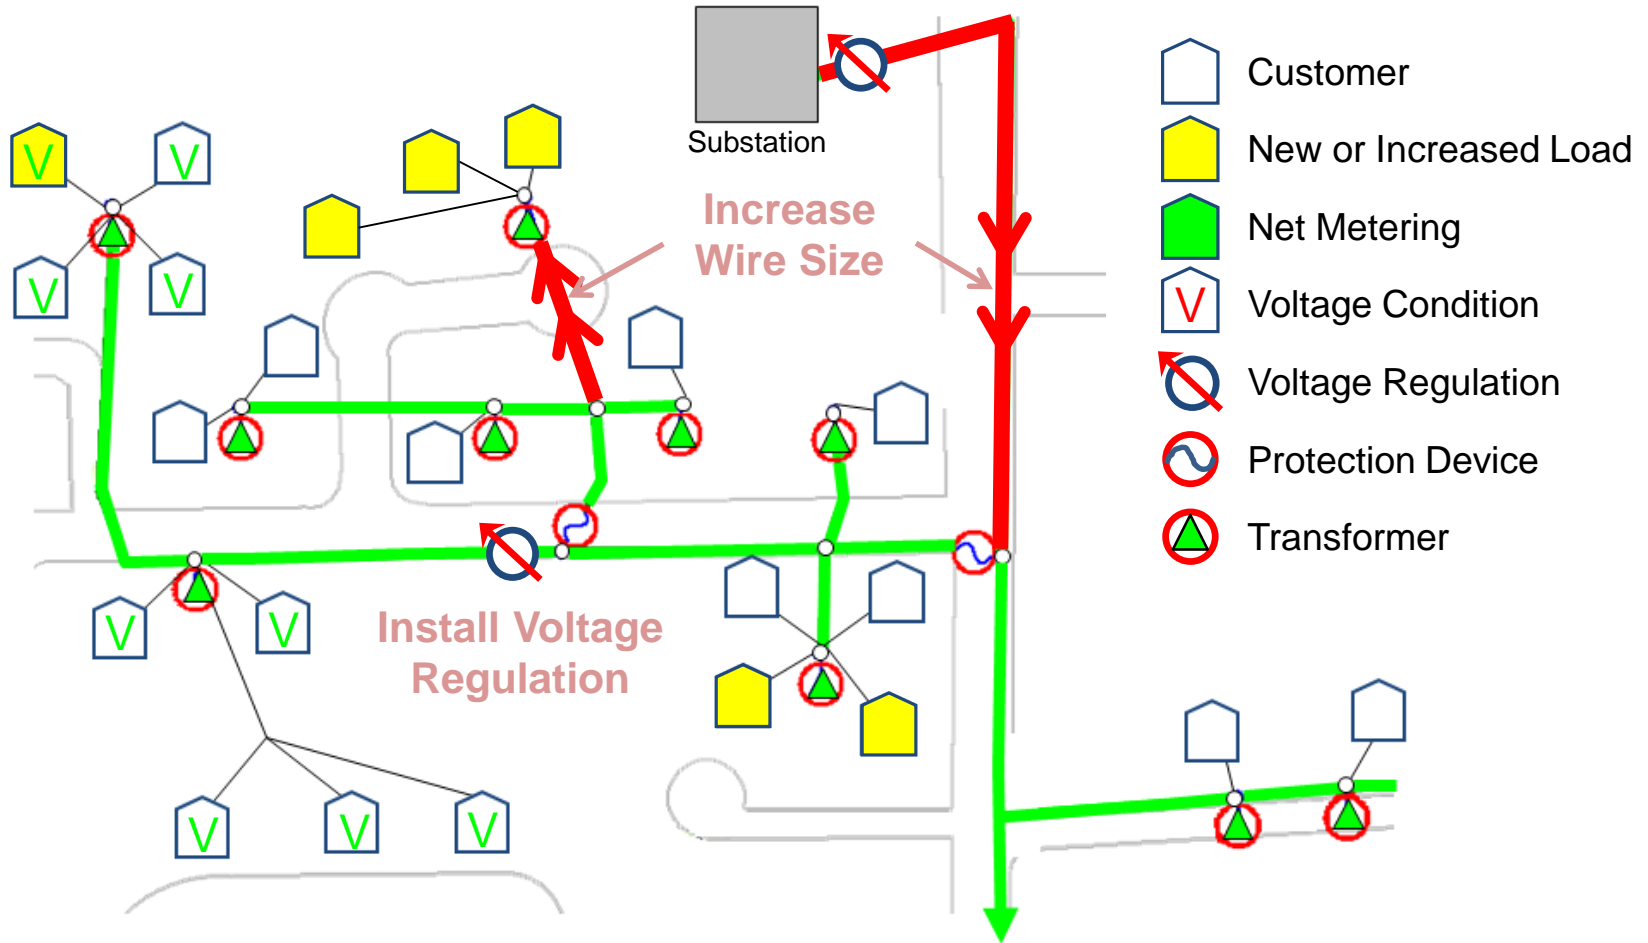 Substation
Increase
Wire Size
Install Voltage
Regulation
V
V
V
V
V
V
V
V
V
Customer
New or Increased Load
Net Metering
V
Voltage Condition
Voltage Regulation
Protection Device
Transformer